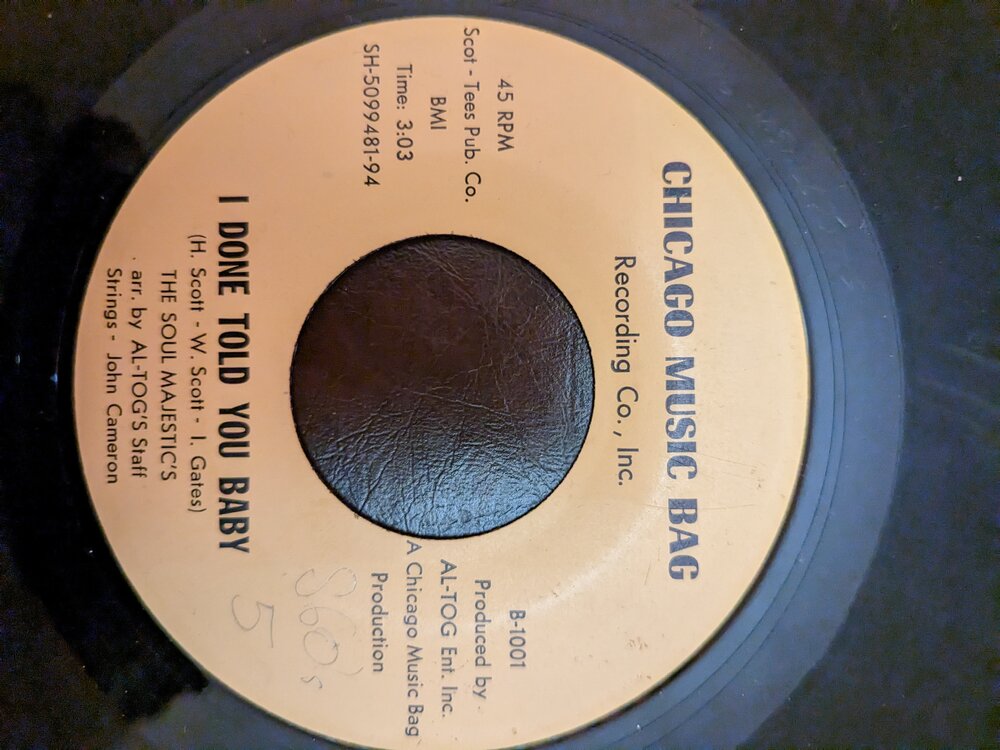 CHICAGO MUSIC BAG
Recording Co., Inc.
45 RPM
Scot - Tees Pub. Co.
BMI
Time: 3:03
SH-5099481-94
B-1001
Produced by
AL-TOG Ent. Inc.
A Chicago Music Bag
Production
I DONE TOLD YOU BABY
(H. Scott - W. Scott - I. Gates)
THE SOUL MAJESTIC'S
arr. by AL-TOG'S Staff
Strings - John Cameron
5